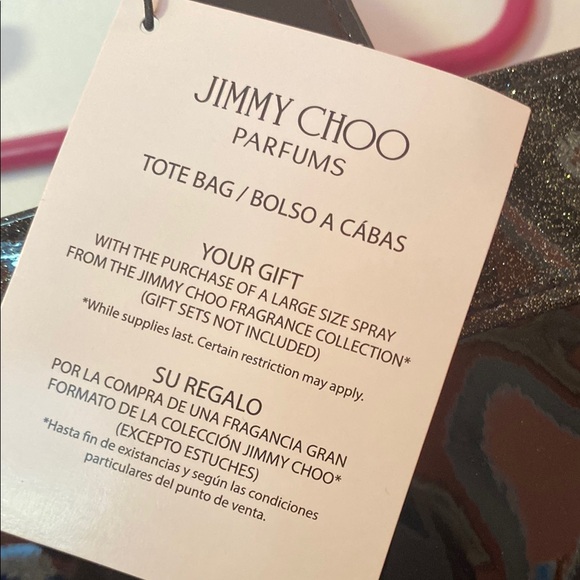 JIMMY CHOO
PARFUMS
TOTE BAG / BOLSO A CÁBAS
YOUR GIFT
WITH THE PURCHASE OF A LARGE SIZE SPRAY
FROM THE JIMMY CHOO FRAGRANCE COLLECTION*
(GIFT SETS NOT INCLUDED)
*While supplies last. Certain restriction may apply.
SU REGALO
POR LA COMPRA DE UNA FRAGANCIA GRAN
FORMATO DE LA COLECCIÓN JIMMY CHOO*
(EXCEPTO ESTUCHES)
*Hasta fin de existancias y según las condiciones
particulares del punto de venta.